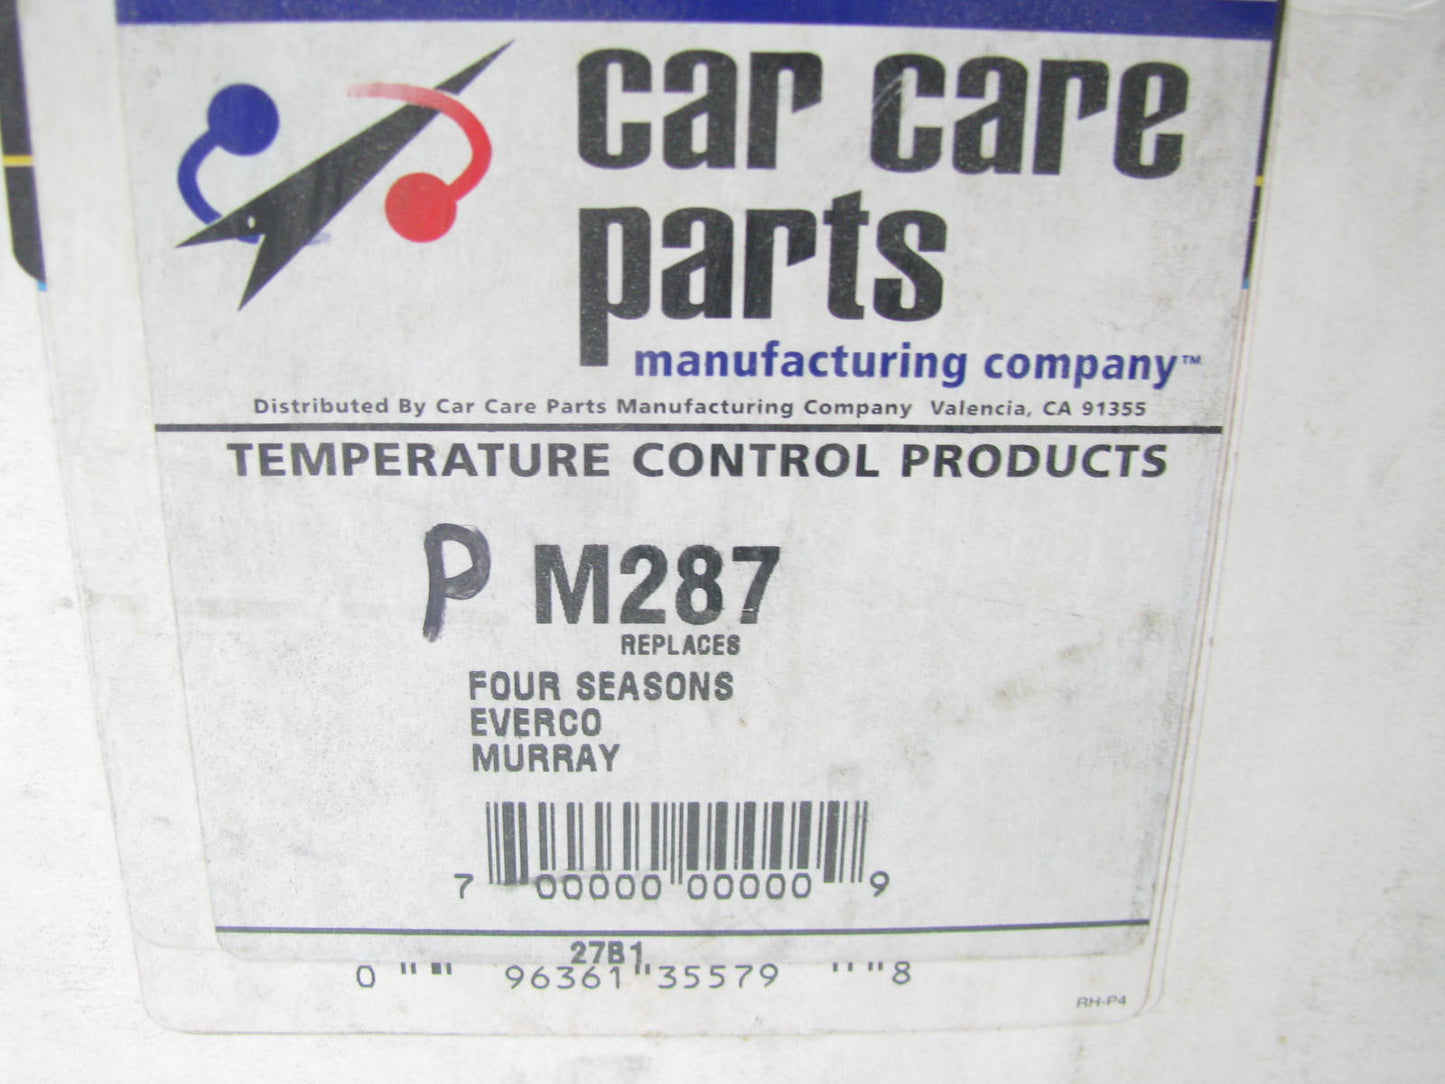 car care
parts
manufacturing company™
Distributed By Car Care Parts Manufacturing Company Valencia, CA 91355
TEMPERATURE CONTROL PRODUCTS
P M287
REPLACES
FOUR SEASONS
EVERCO
MURRAY
7 00000 00000 9
27B1
0 96361 35579 8
RH-P4